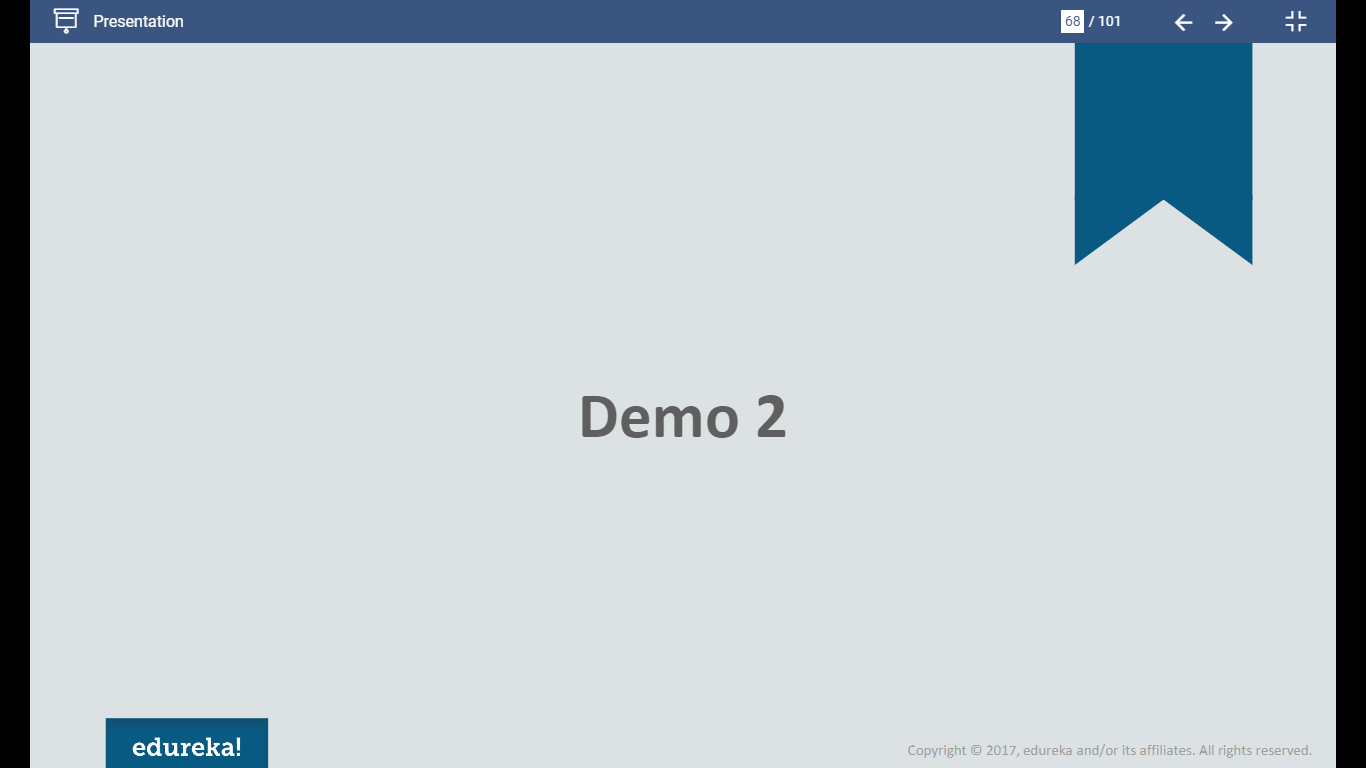 Presentation
68 / 101
Demo 2
edureka!
Copyright © 2017, edureka and/or its affiliates. All rights reserved.